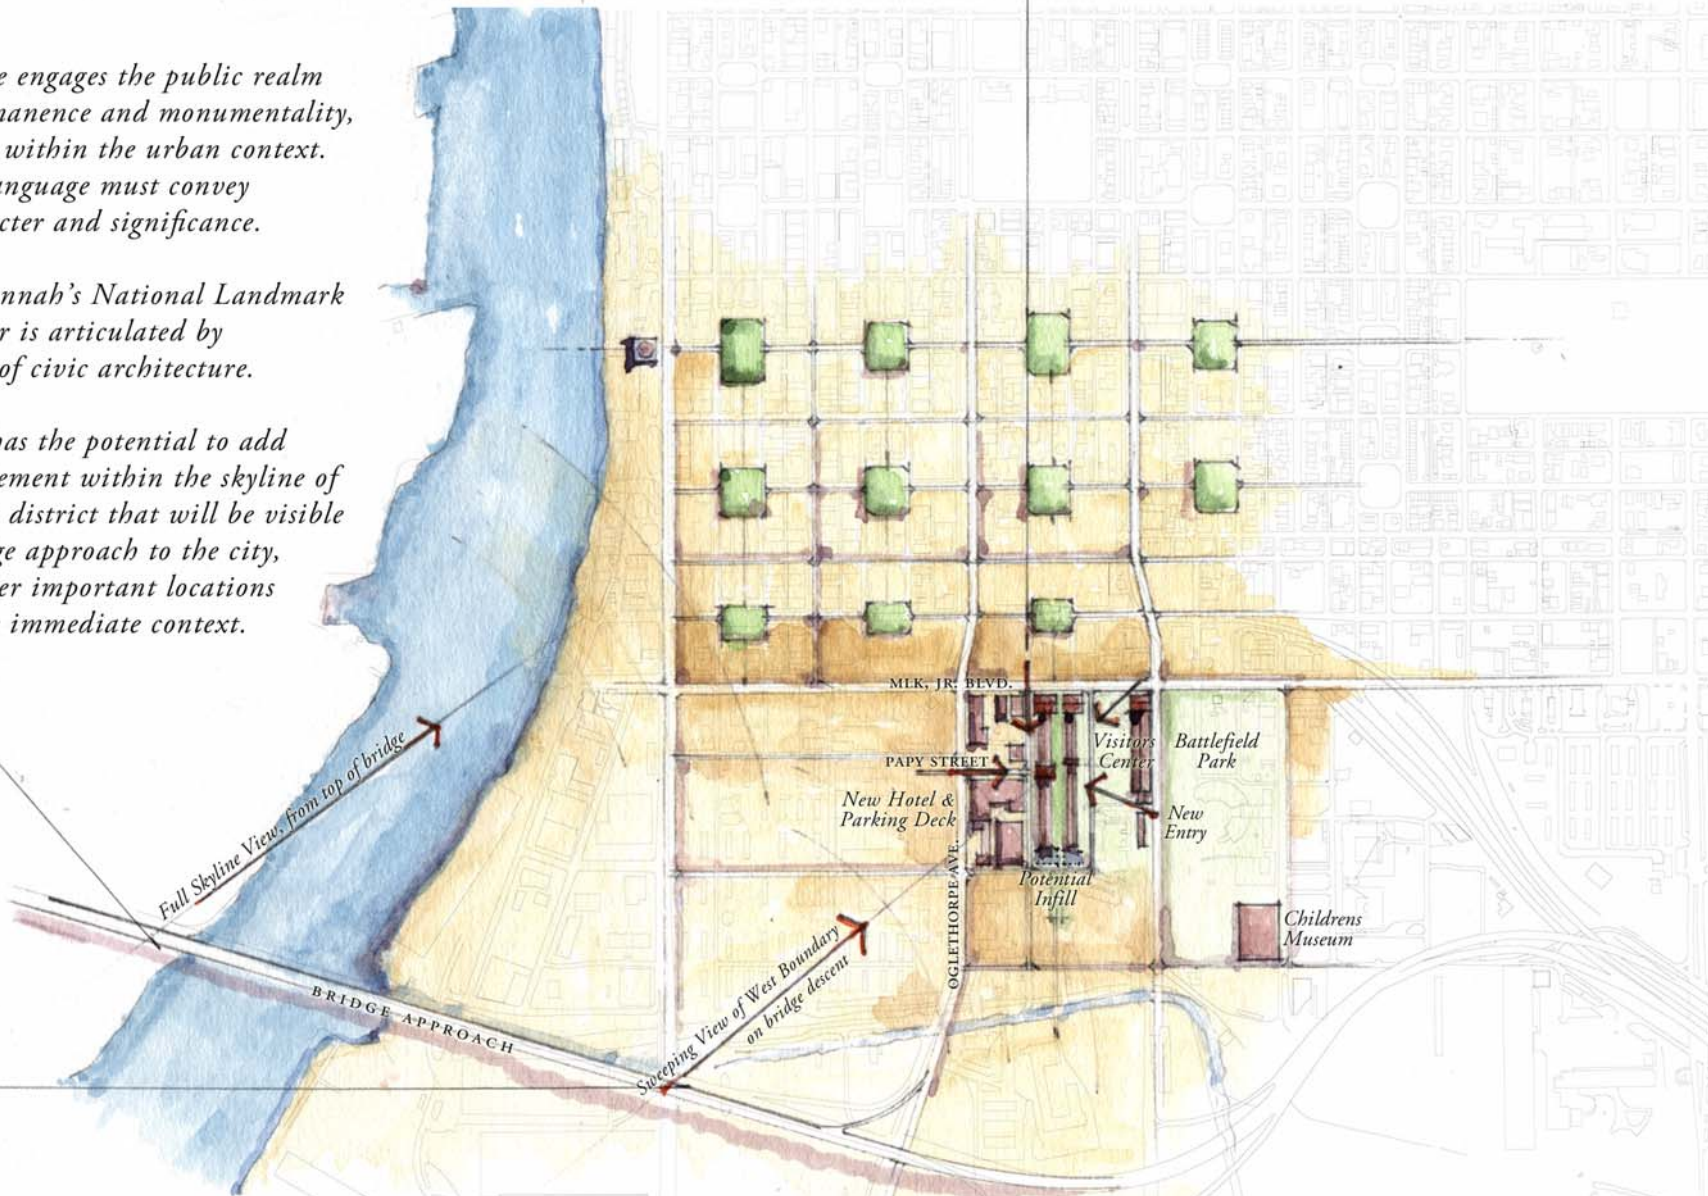 e engages the public realm
manence and monumentality,
within the urban context.
anguage must convey
cter and significance.
nnah's National Landmark
r is articulated by
of civic architecture.
has the potential to add
ement within the skyline of
district that will be visible
ge approach to the city,
er important locations
immediate context.
MLK, JR. BLVD.
Visitors
Center
Battlefield
Park
PAPY STREET
New Hotel &
Parking Deck
New
Entry
Full Skyline View, from top of bridge
Potential
Infill
OGLETHORPE AVE.
Childrens
Museum
Sweeping View of West Boundary
on bridge descent
BRIDGE APPROACH